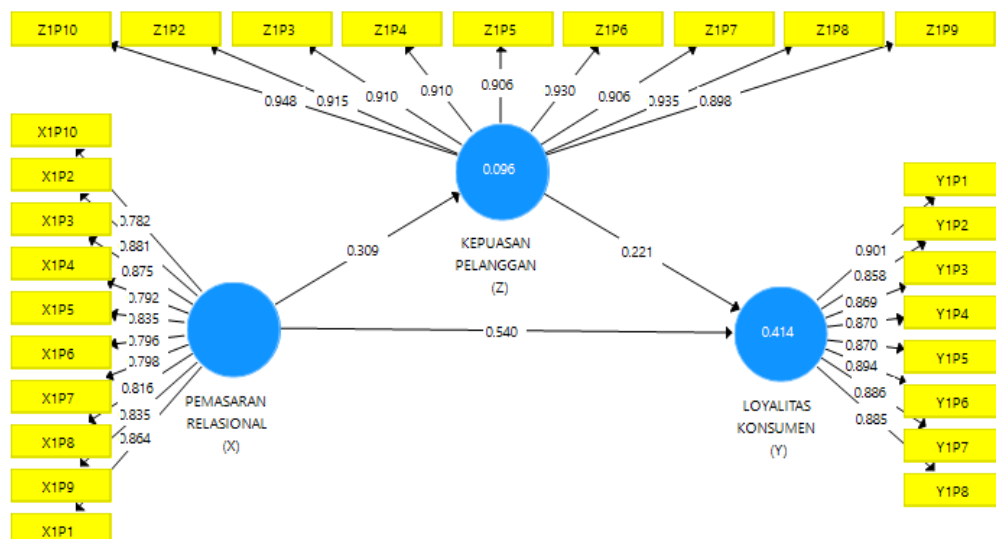 Z1P10 Z1P2 Z1P3 Z1P4 Z1P5 Z1P6 Z1P7 Z1P8 Z1P9
0.948 0.915 0.910 0.910 0.906 0.930 0.906 0.935 0.898
X1P10
X1P2
X1P3
X1P4
X1P5
X1P6
X1P7
X1P8
X1P9
X1P1
0.782
0.881
0.875
0.792
0.835
0.796
0.798
0.816
0.835
0.864
PEMASARAN
RELASIONAL
(X)
0.309
0.096
KEPUASAN
PELANGGAN
(Z)
0.221
0.540
0.414
LOYALITAS
KONSUMEN
(Y)
0.901
0.858
0.869
0.870
0.870
0.894
0.886
0.885
Y1P1
Y1P2
Y1P3
Y1P4
Y1P5
Y1P6
Y1P7
Y1P8